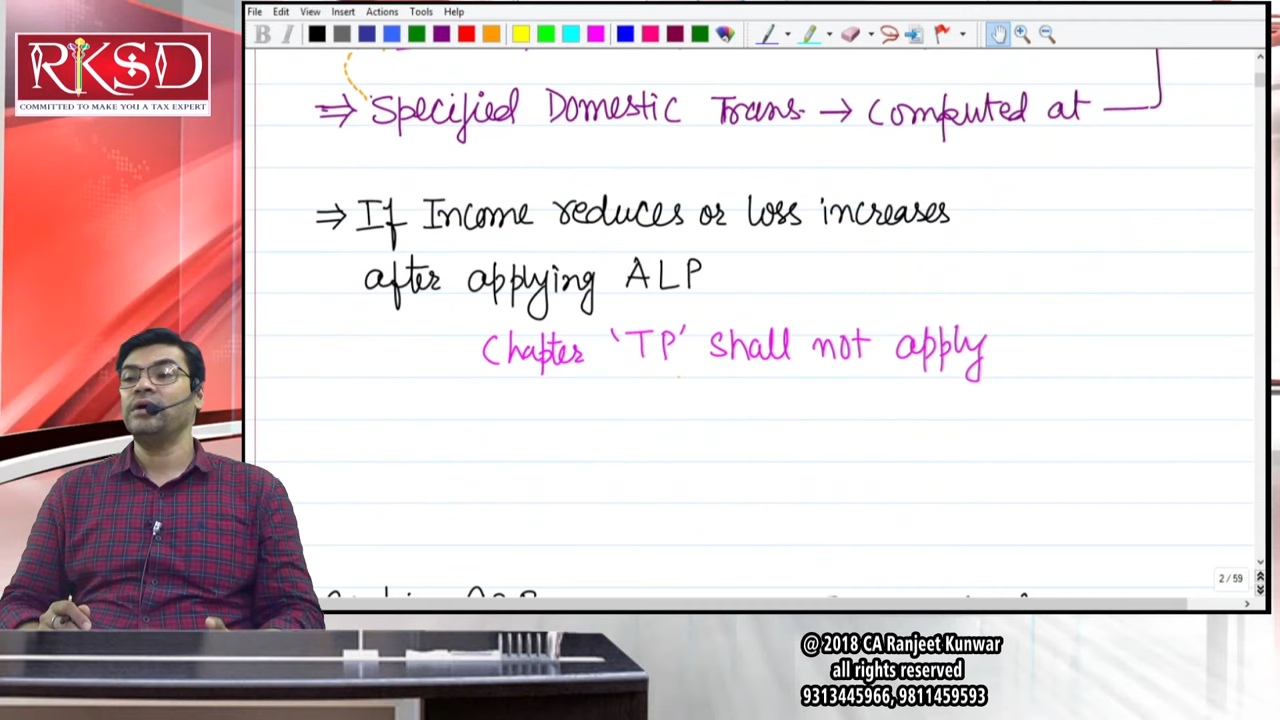 File Edit View Insert Actions Tools Help
B I
RKSD
COMMITTED TO MAKE YOU A TAX EXPERT
⇒ Specified Domestic Trans. → Computed at
⇒ If Income reduces or loss increases
after applying ALP
Chapter 'TP' shall not apply
2 / 59
@ 2018 CA Ranjeet Kunwar
all rights reserved
9313445966, 9811459593